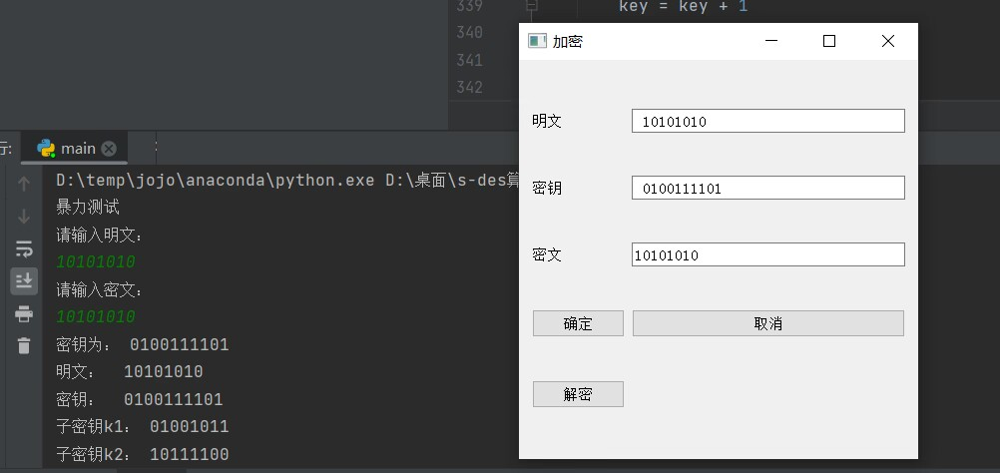 339
key = key + 1
340
341
342
行:
main
D:\temp\jojo\anaconda\python.exe D:\桌面\s-des算
暴力测试
请输入明文:
10101010
请输入密文:
10101010
密钥为: 0100111101
明文: 10101010
密钥: 0100111101
子密钥k1: 01001011
子密钥k2: 10111100
加密
明文 10101010
密钥 0100111101
密文 10101010
确定 取消
解密